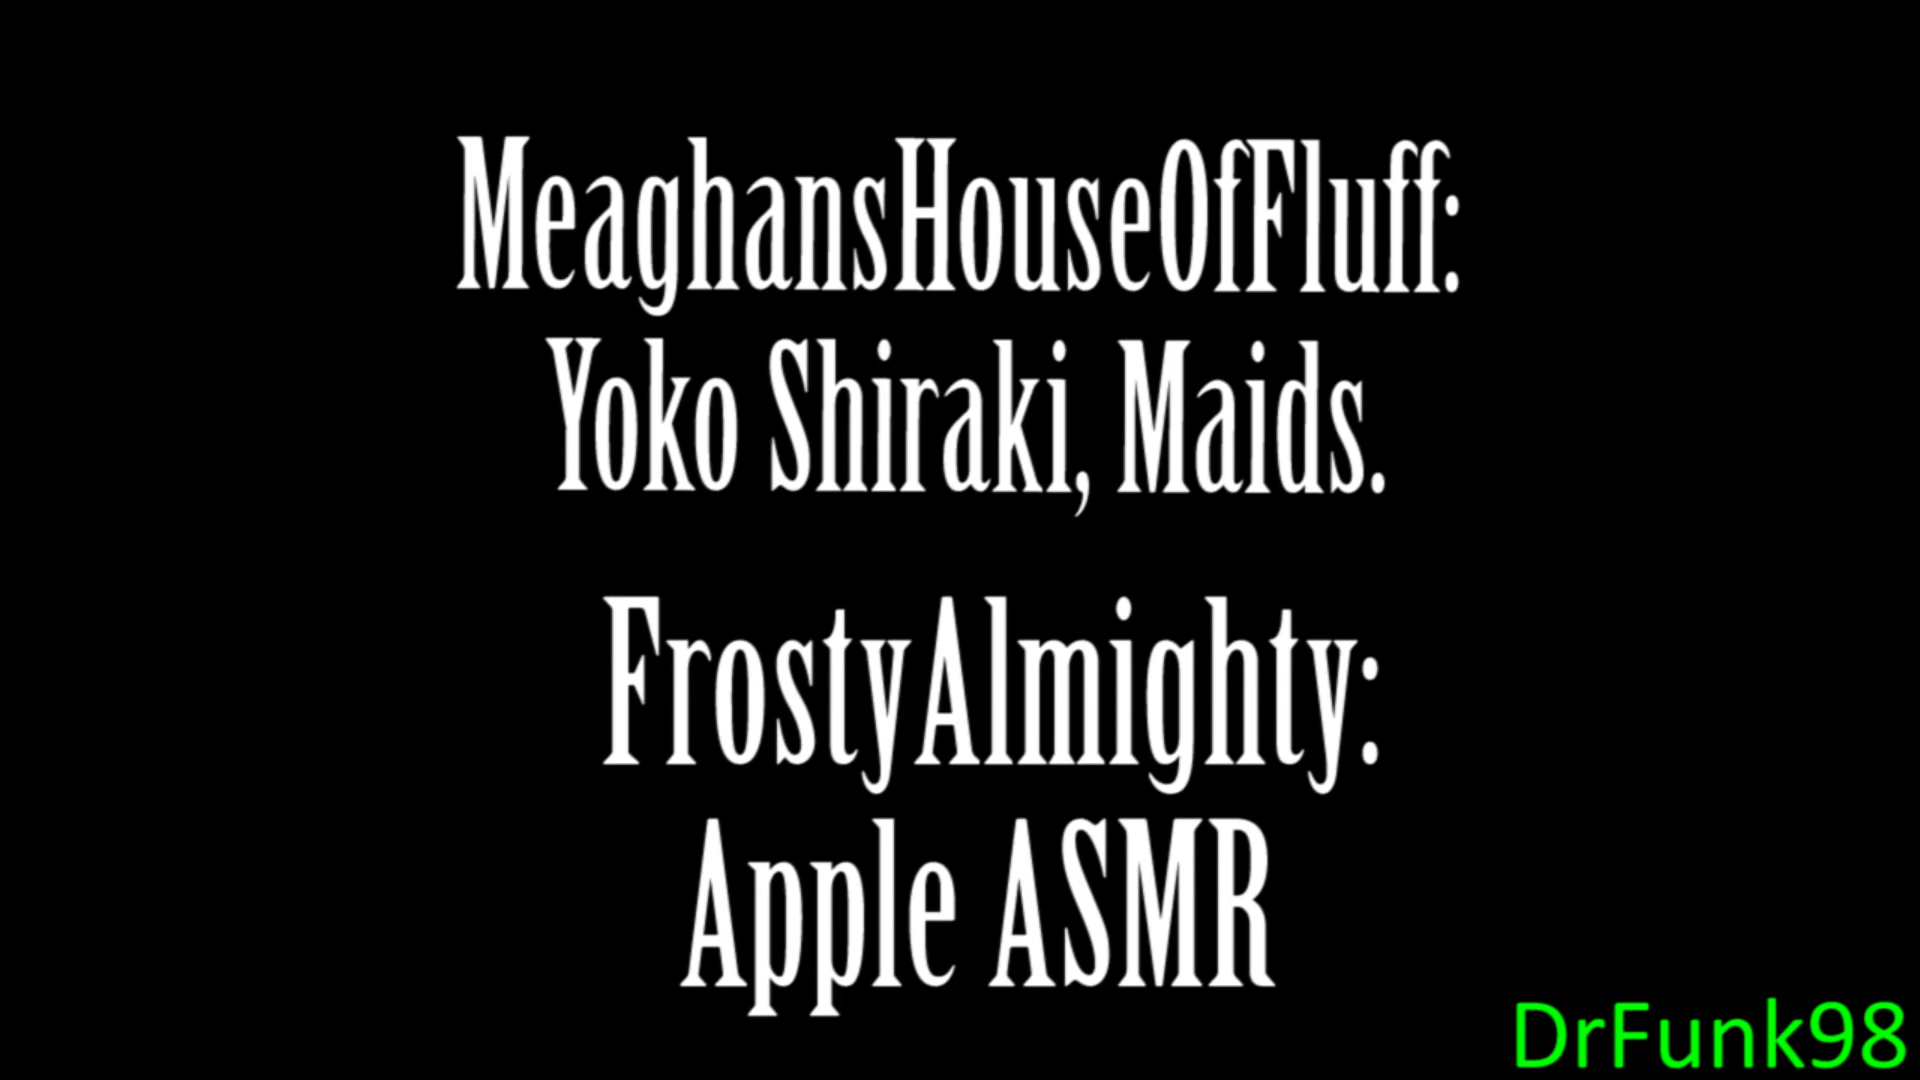 MeaghansHouseOfFluff:
Yoko Shiraki, Maids.
FrostyAlmighty:
Apple ASMR
DrFunk98